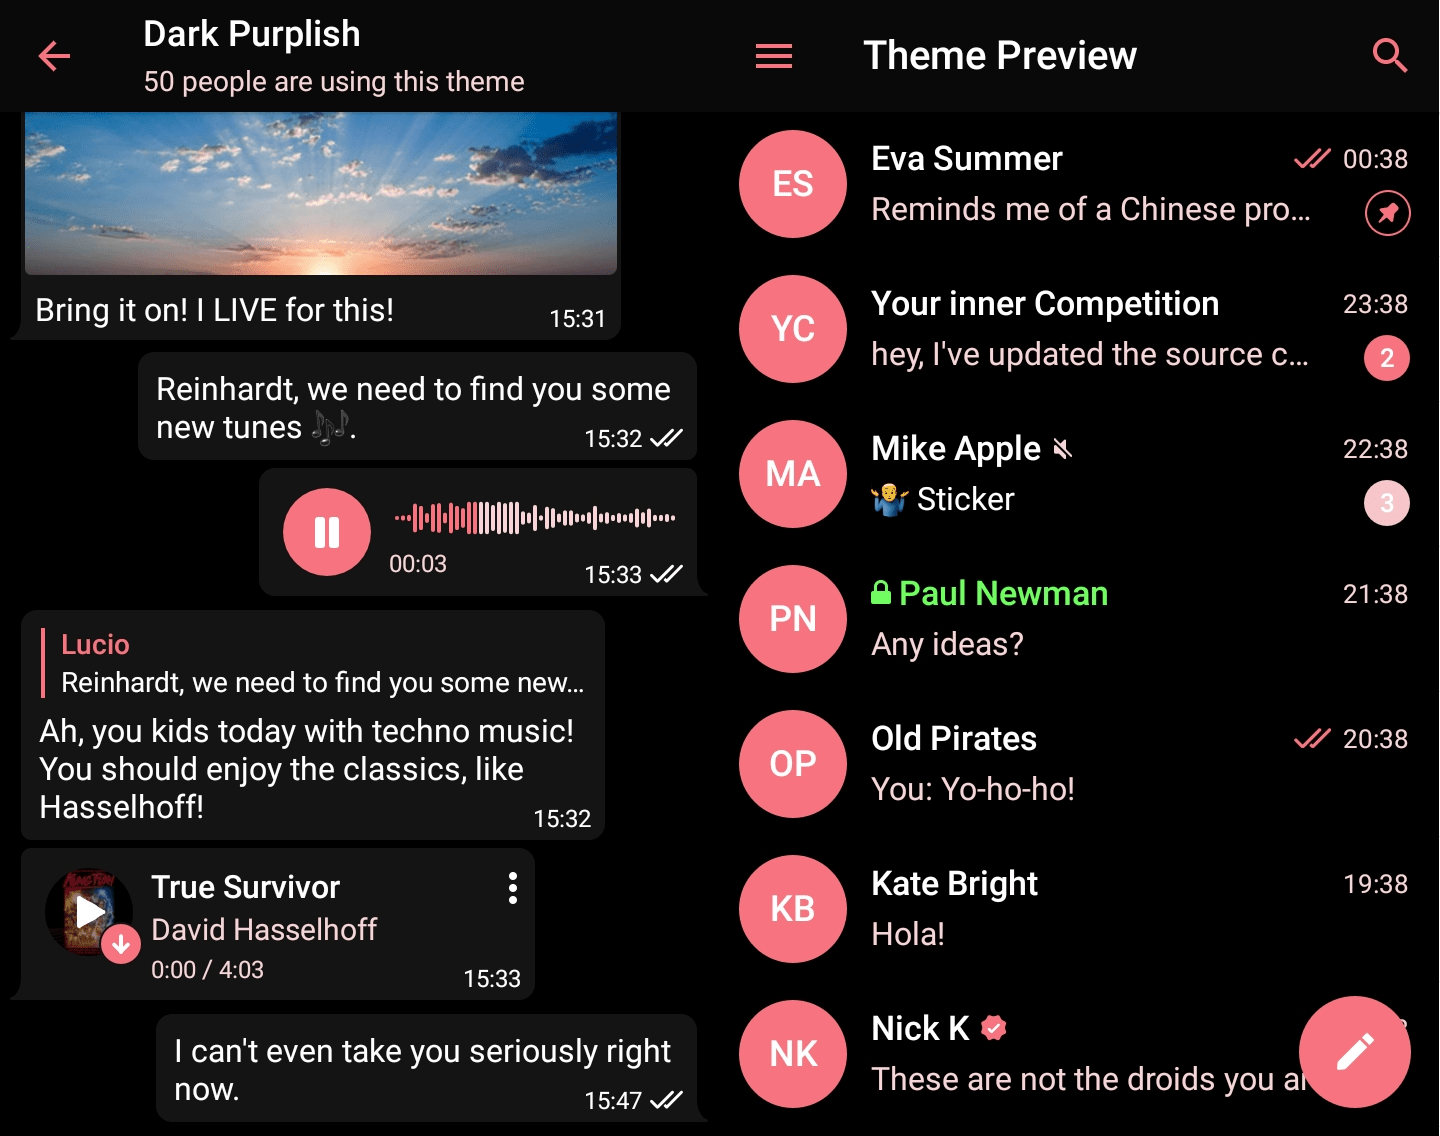 Dark Purplish
50 people are using this theme
Bring it on! I LIVE for this!
15:31
Reinhardt, we need to find you some
new tunes 🎶.
15:32
00:03
15:33
Lucio
Reinhardt, we need to find you some new...
Ah, you kids today with techno music!
You should enjoy the classics, like
Hasselhoff!
15:32
True Survivor
David Hasselhoff
0:00 / 4:03
15:33
I can't even take you seriously right
now.
15:47
Theme Preview
ES
Eva Summer
00:38
Reminds me of a Chinese pro...
YC
Your inner Competition
23:38
hey, I've updated the source c...
2
MA
Mike Apple
22:38
🤷‍♂️ Sticker
3
PN
Paul Newman
21:38
Any ideas?
OP
Old Pirates
20:38
You: Yo-ho-ho!
KB
Kate Bright
19:38
Hola!
NK
Nick K
These are not the droids you